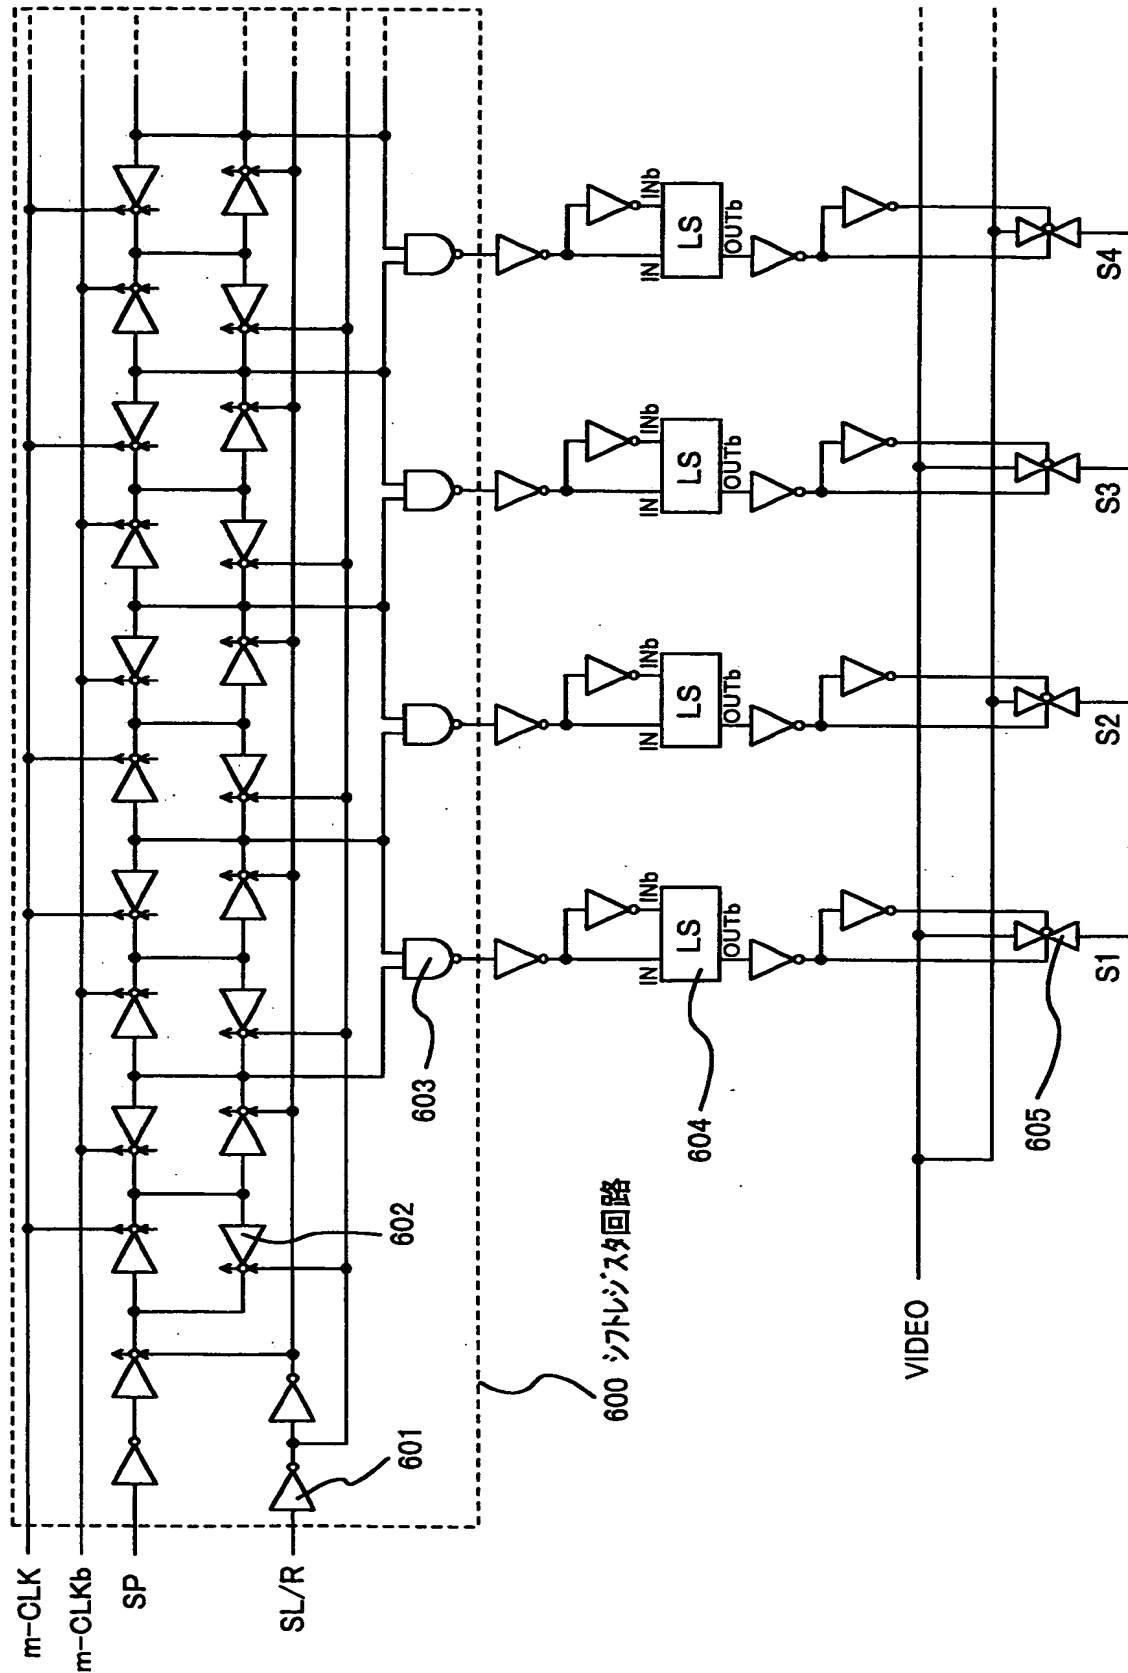 m-CLK
m-CLKb
SP
SL/R
601
602
603
600 シフトレジスタ回路
IN
INb
LS
OUTb
604
IN
INb
LS
OUTb
IN
INb
LS
OUTb
IN
INb
LS
OUTb
VIDEO
605
S1
S2
S3
S4